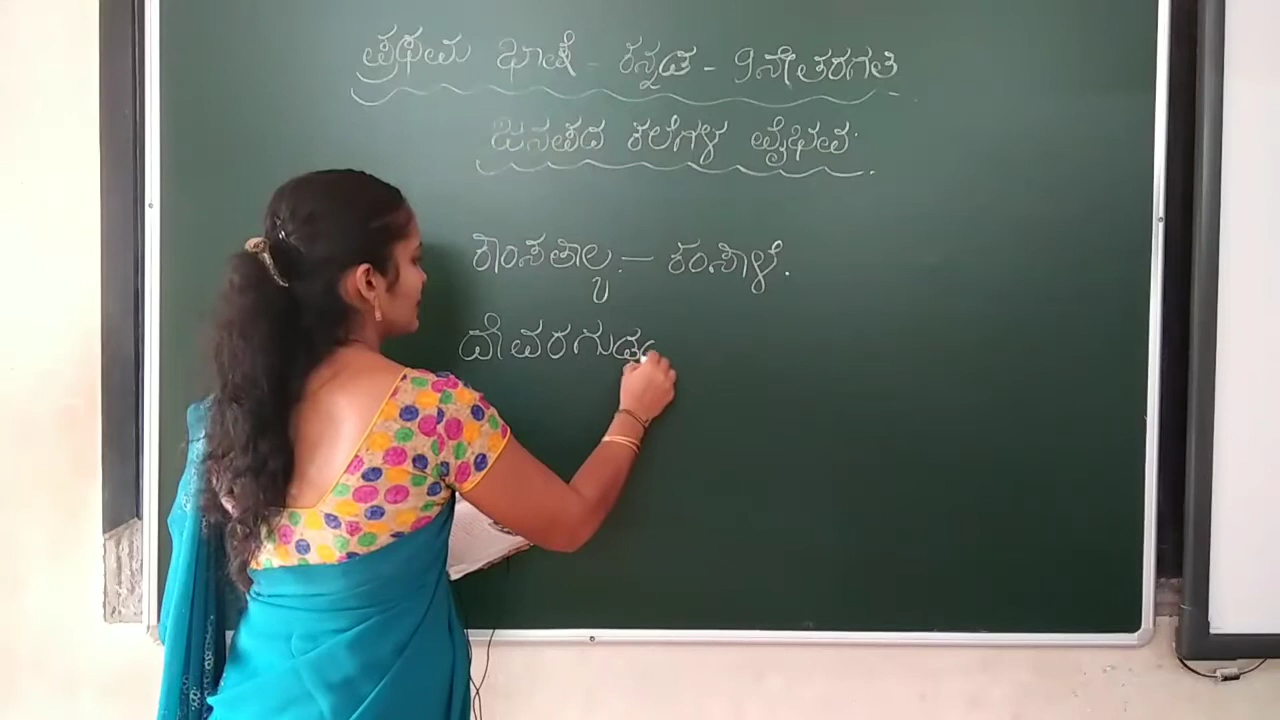 ಪ್ರಥಮ ಭಾಷೆ - ಕನ್ನಡ - 9ನೇ ತರಗತಿ
ಜನಪದ ಕಲೆಗಳ ವೈಭವ
ಕಾಂಸತಾಲ್ಯ - ಕಂಸಾಳೆ.
ದೇವರಗುಡ್ಡ